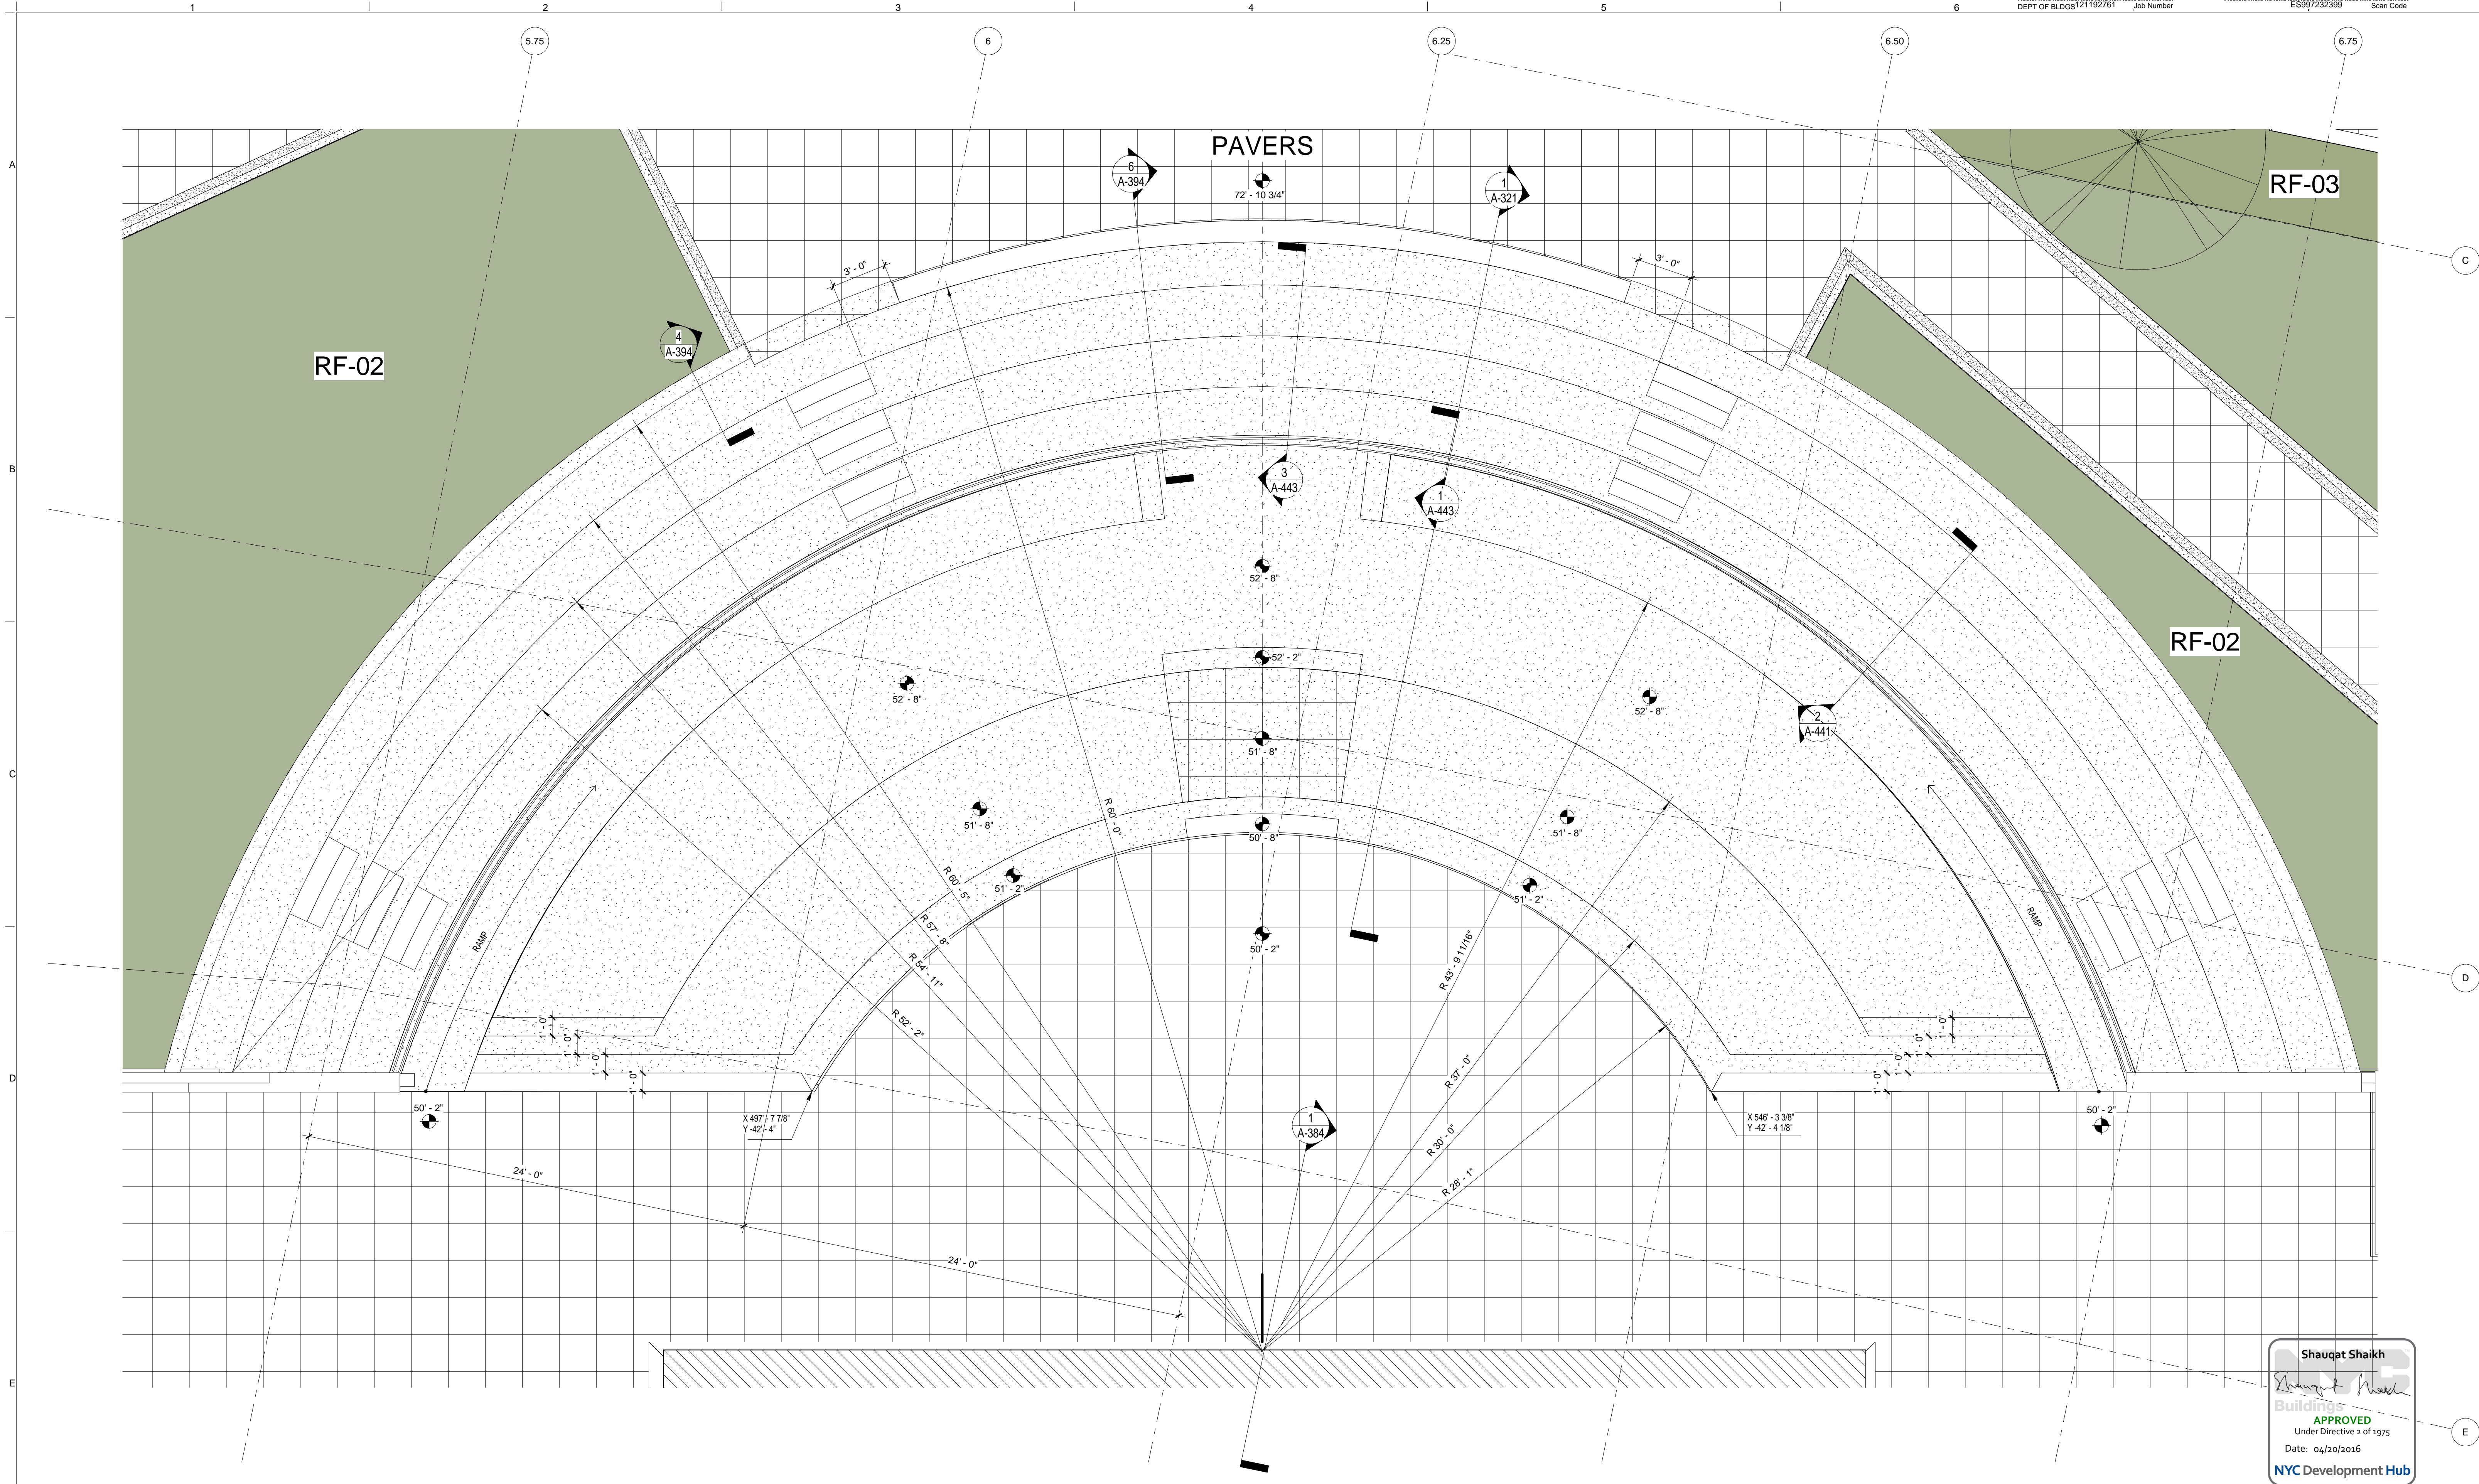 1 2 3 4 5 6
DEPT OF BLDGS 121192761 Job Number ES997232399 Scan Code
5.75 6 6.25 6.50 6.75
A
PAVERS
6
A-394
72' - 10 3/4"
1
A-321
RF-03
C
3' - 0"
3' - 0"
4
A-394
RF-02
B
3
A-443
1
A-443
52' - 8"
RF-02
52' - 2"
52' - 8"
52' - 8"
2
A-441
C
51' - 8"
51' - 8"
51' - 8"
50' - 8"
51' - 2"
51' - 2"
RAMP
RAMP
50' - 2"
R 60' - 0"
R 60' - 5"
R 57' - 8"
R 54' - 11"
R 52' - 2"
R 43' - 9 11/16"
R 37' - 0"
R 30' - 0"
R 28' - 1"
D
1' - 0"
1' - 0"
1' - 0"
1' - 0"
1' - 0"
1' - 0"
1' - 0"
1' - 0"
D
50' - 2"
X 497' - 7 7/8"
Y -42' - 4"
1
A-384
X 546' - 3 3/8"
Y -42' - 4 1/8"
50' - 2"
24' - 0"
24' - 0"
E
E
Shauqat Shaikh
NYC
Buildings
APPROVED
Under Directive 2 of 1975
Date: 04/20/2016
NYC Development Hub